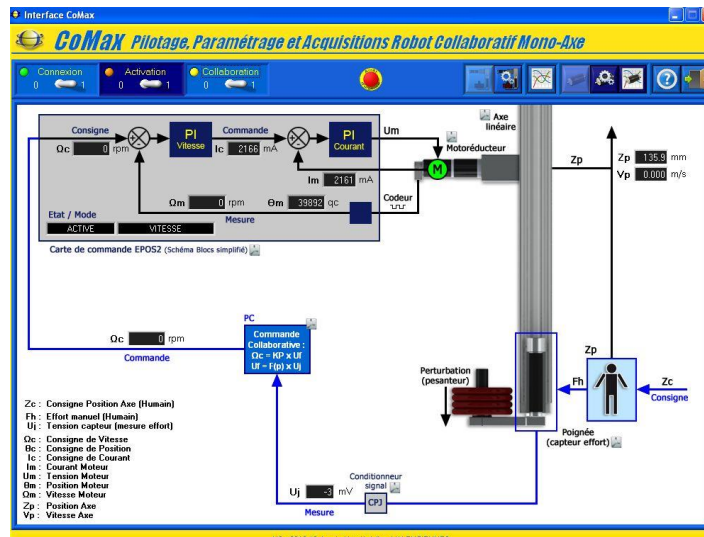 Interface CoMax
CoMax Pilotage, Paramétrage et Acquisitions Robot Collaboratif Mono-Axe
Connexion
0 1
Activation
0 1
Collaboration
0 1
Consigne
Ωc 0 rpm
PI
Vitesse
Commande
Ic 2166 mA
PI
Courant
Um
Im 2161 mA
Ωm 0 rpm
Θm 39892 qc
Mesure
Codeur
Etat / Mode
ACTIVE VITESSE
Carte de commande EPOS2 (Schéma Blocs simplifié)
Axe
linéaire
Motoréducteur
M
Zp
Zp 135.9 mm
Vp 0.000 m/s
Ωc 0 rpm
Commande
PC
Commande
Collaborative :
Ωc = KP x Uf
Uf = F(p) x Uj
Perturbation
(pesanteur)
Zp
Fh
Zc
Consigne
Poignée
(capteur effort)
Conditionneur
signal
CPJ
Uj -3 mV
Mesure
Zc : Consigne Position Axe (Humain)
Fh : Effort manuel (Humain)
Uj : Tension capteur (mesure effort)
Ωc : Consigne de Vitesse
Θc : Consigne de Position
Ic : Consigne de Courant
Im : Courant Moteur
Um : Tension Moteur
Θm : Position Moteur
Ωm : Vitesse Moteur
Zp : Position Axe
Vp : Vitesse Axe